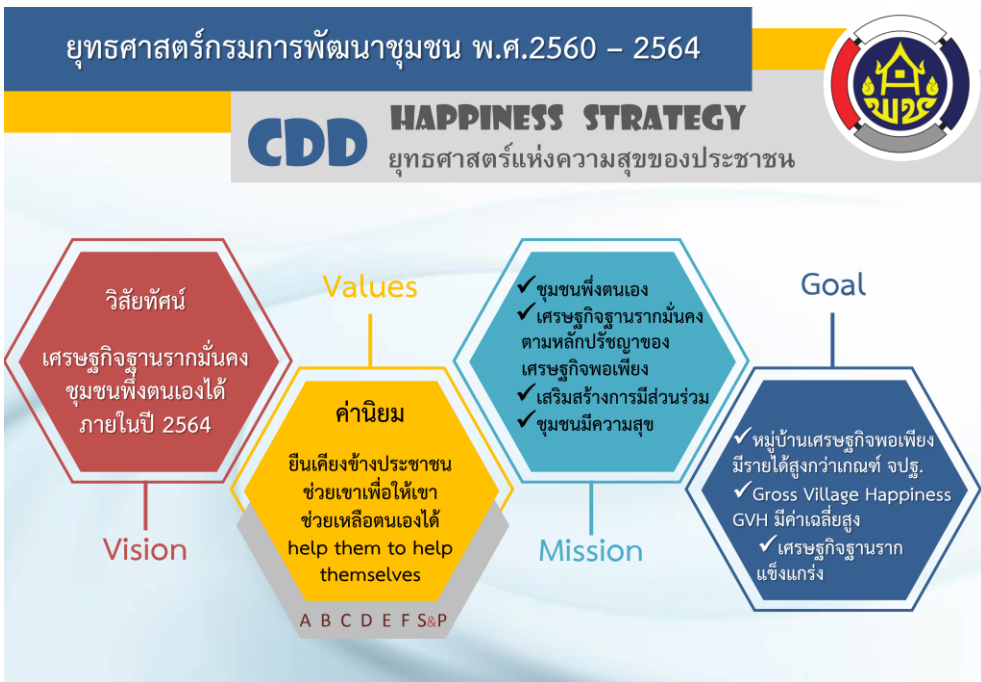 ยุทธศาสตร์กรมการพัฒนาชุมชน พ.ศ.2560 – 2564
CDD
HAPPINESS STRATEGY
ยุทธศาสตร์แห่งความสุขของประชาชน
พช
วิสัยทัศน์
เศรษฐกิจฐานรากมั่นคง
ชุมชนพึ่งตนเองได้
ภายในปี 2564
Vision
Values
ค่านิยม
ยืนเคียงข้างประชาชน
ช่วยเขาเพื่อให้เขา
ช่วยเหลือตนเองได้
help them to help
themselves
A B C D E F S&P
✓ชุมชนพึ่งตนเอง
✓เศรษฐกิจฐานรากมั่นคง
ตามหลักปรัชญาของ
เศรษฐกิจพอเพียง
✓เสริมสร้างการมีส่วนร่วม
✓ชุมชนมีความสุข
Mission
Goal
✓หมู่บ้านเศรษฐกิจพอเพียง
มีรายได้สูงกว่าเกณฑ์ จปฐ.
✓Gross Village Happiness
GVH มีค่าเฉลี่ยสูง
✓เศรษฐกิจฐานราก
แข็งแกร่ง